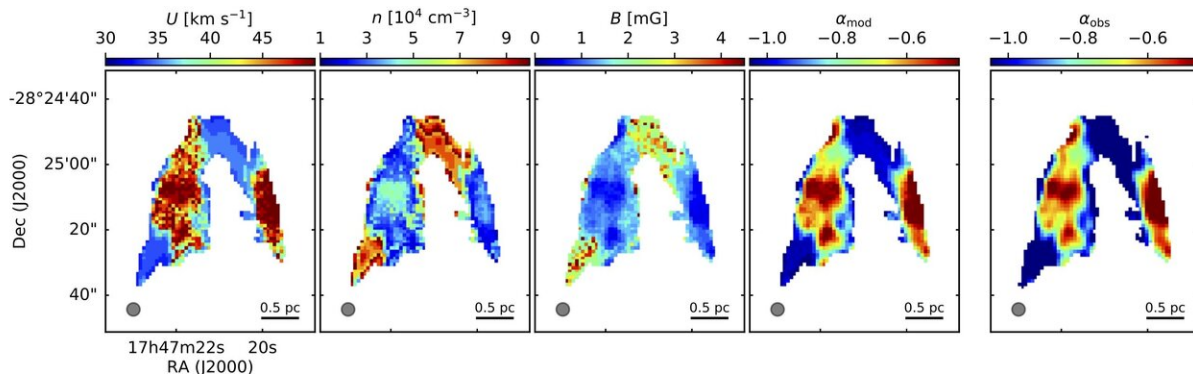 U [km s⁻¹]
30 35 40 45
n [10⁴ cm⁻³]
1 3 5 7 9
B [mG]
0 1 2 3 4
α_mod
−1.0 −0.8 −0.6
α_obs
−1.0 −0.8 −0.6
Dec (J2000)
-28°24'40"
25'00"
20"
40"
0.5 pc
0.5 pc
0.5 pc
0.5 pc
0.5 pc
17h47m22s 20s
RA (J2000)